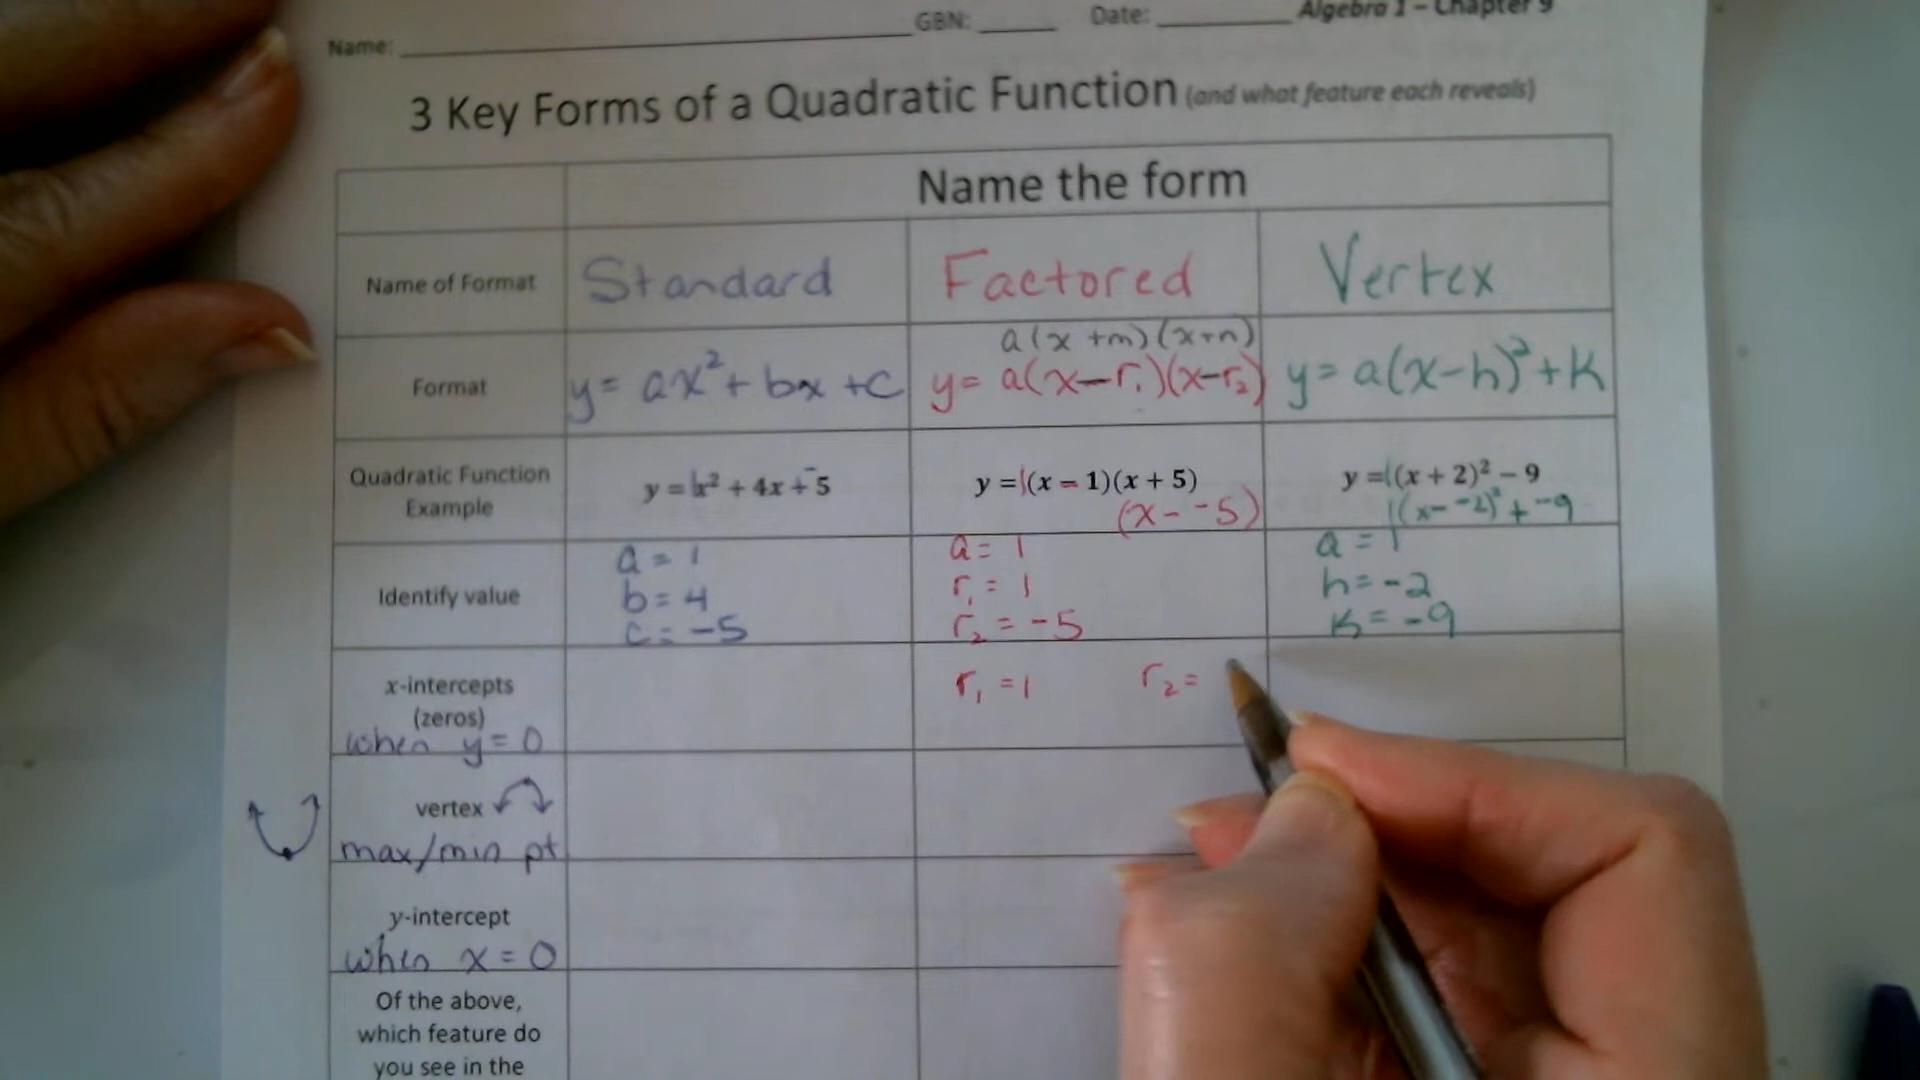 Name: ____________ GBN: _____ Date: _________ Algebra 1 – Chapter 9
3 Key Forms of a Quadratic Function (and what feature each reveals)
Name the form
Name of Format Standard Factored Vertex
a(x+m)(x+n)
Format y = ax² + bx + c y = a(x-r₁)(x-r₂) y = a(x-h)² + k
Quadratic Function Example y = 1x² + 4x + -5 y = 1(x – 1)(x + 5) y = 1(x + 2)² – 9
(x--5) 1(x--2)² + -9
Identify value
a = 1 a = 1 a = 1
b = 4 r₁ = 1 h = -2
c = -5 r₂ = -5 k = -9
x-intercepts r₁ = 1 r₂ =
(zeros)
when y = 0
vertex
max/min pt
y-intercept
when x = 0
Of the above,
which feature do
you see in the